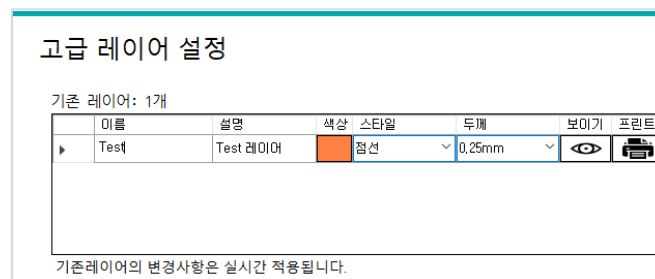 고급 레이어 설정
기존 레이어: 1개
이름 설명 색상 스타일 두께 보이기 프린트
Test Test 레이어 점선 0,25mm
기존레이어의 변경사항은 실시간 적용됩니다.